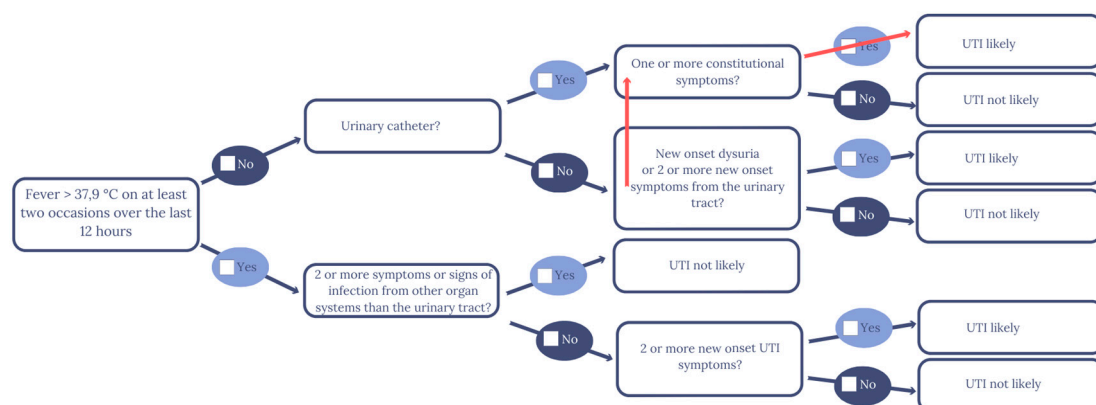 Fever > 37,9 °C on at least
two occasions over the last
12 hours
No
Yes
Urinary catheter?
2 or more symptoms or signs of
infection from other organ
systems than the urinary tract?
Yes
No
Yes
No
One or more constitutional
symptoms?
New onset dysuria
or 2 or more new onset
symptoms from the urinary
tract?
UTI not likely
2 or more new onset UTI
symptoms?
Yes
No
Yes
No
Yes
No
UTI likely
UTI not likely
UTI likely
UTI not likely
UTI likely
UTI not likely